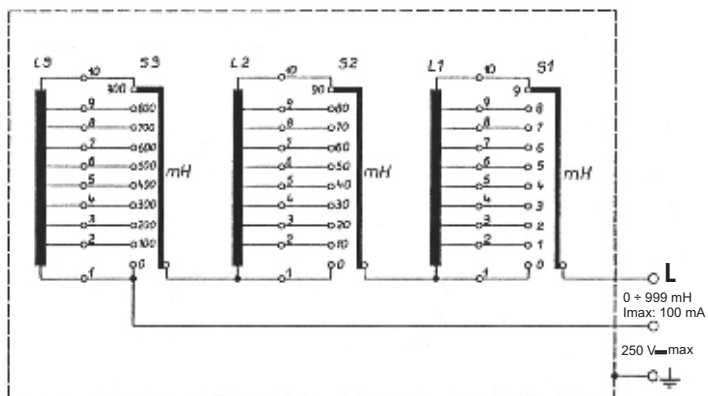 L3 10 S3 L2 10 S2 L1 10 S1
900 90 9
9 800 9 80 9 8
8 700 8 70 8 7
7 600 7 60 7 6
6 500 6 50 6 5
mH mH mH
5 400 5 40 5 4
4 300 4 30 4 3
3 200 3 20 3 2
2 100 2 10 2 1
0 0 0
1 1 1
L
0 ÷ 999 mH
Imax: 100 mA
250 V max